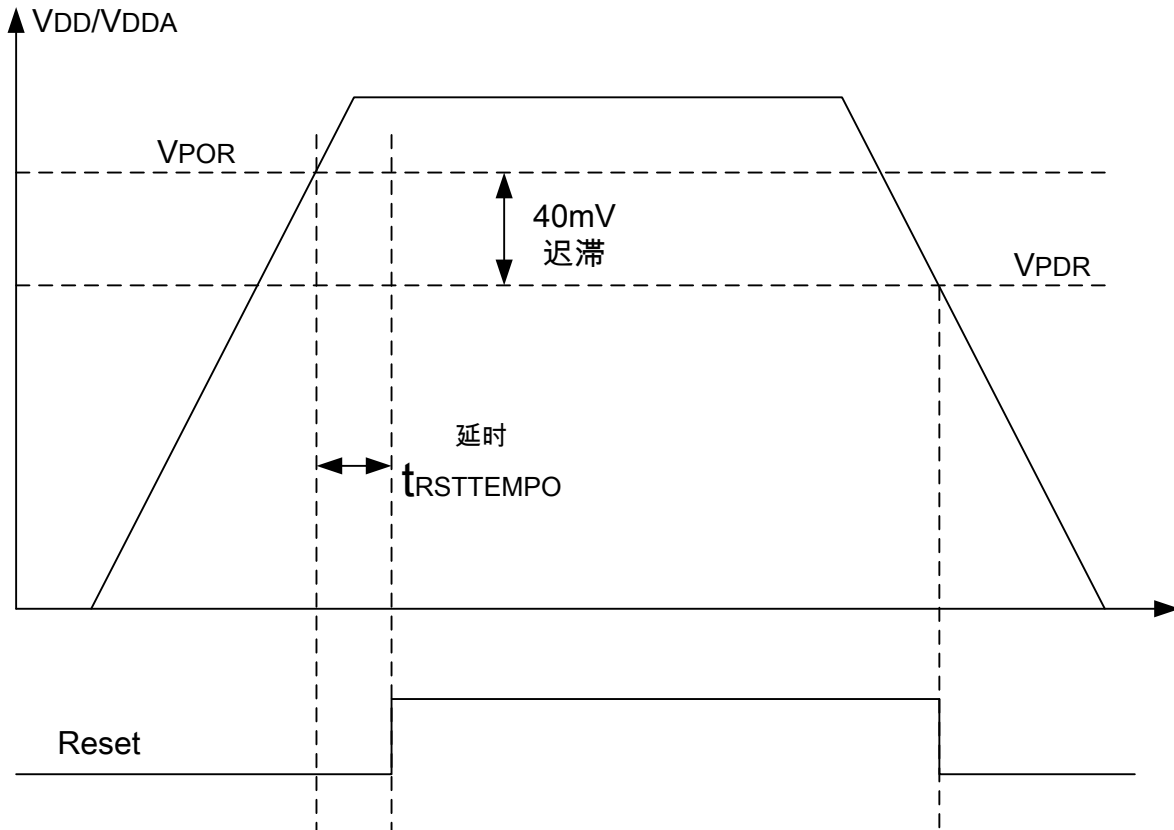 VDD/VDDA
VPOR
40mV
迟滞
VPDR
延时
tRSTTEMPO
Reset